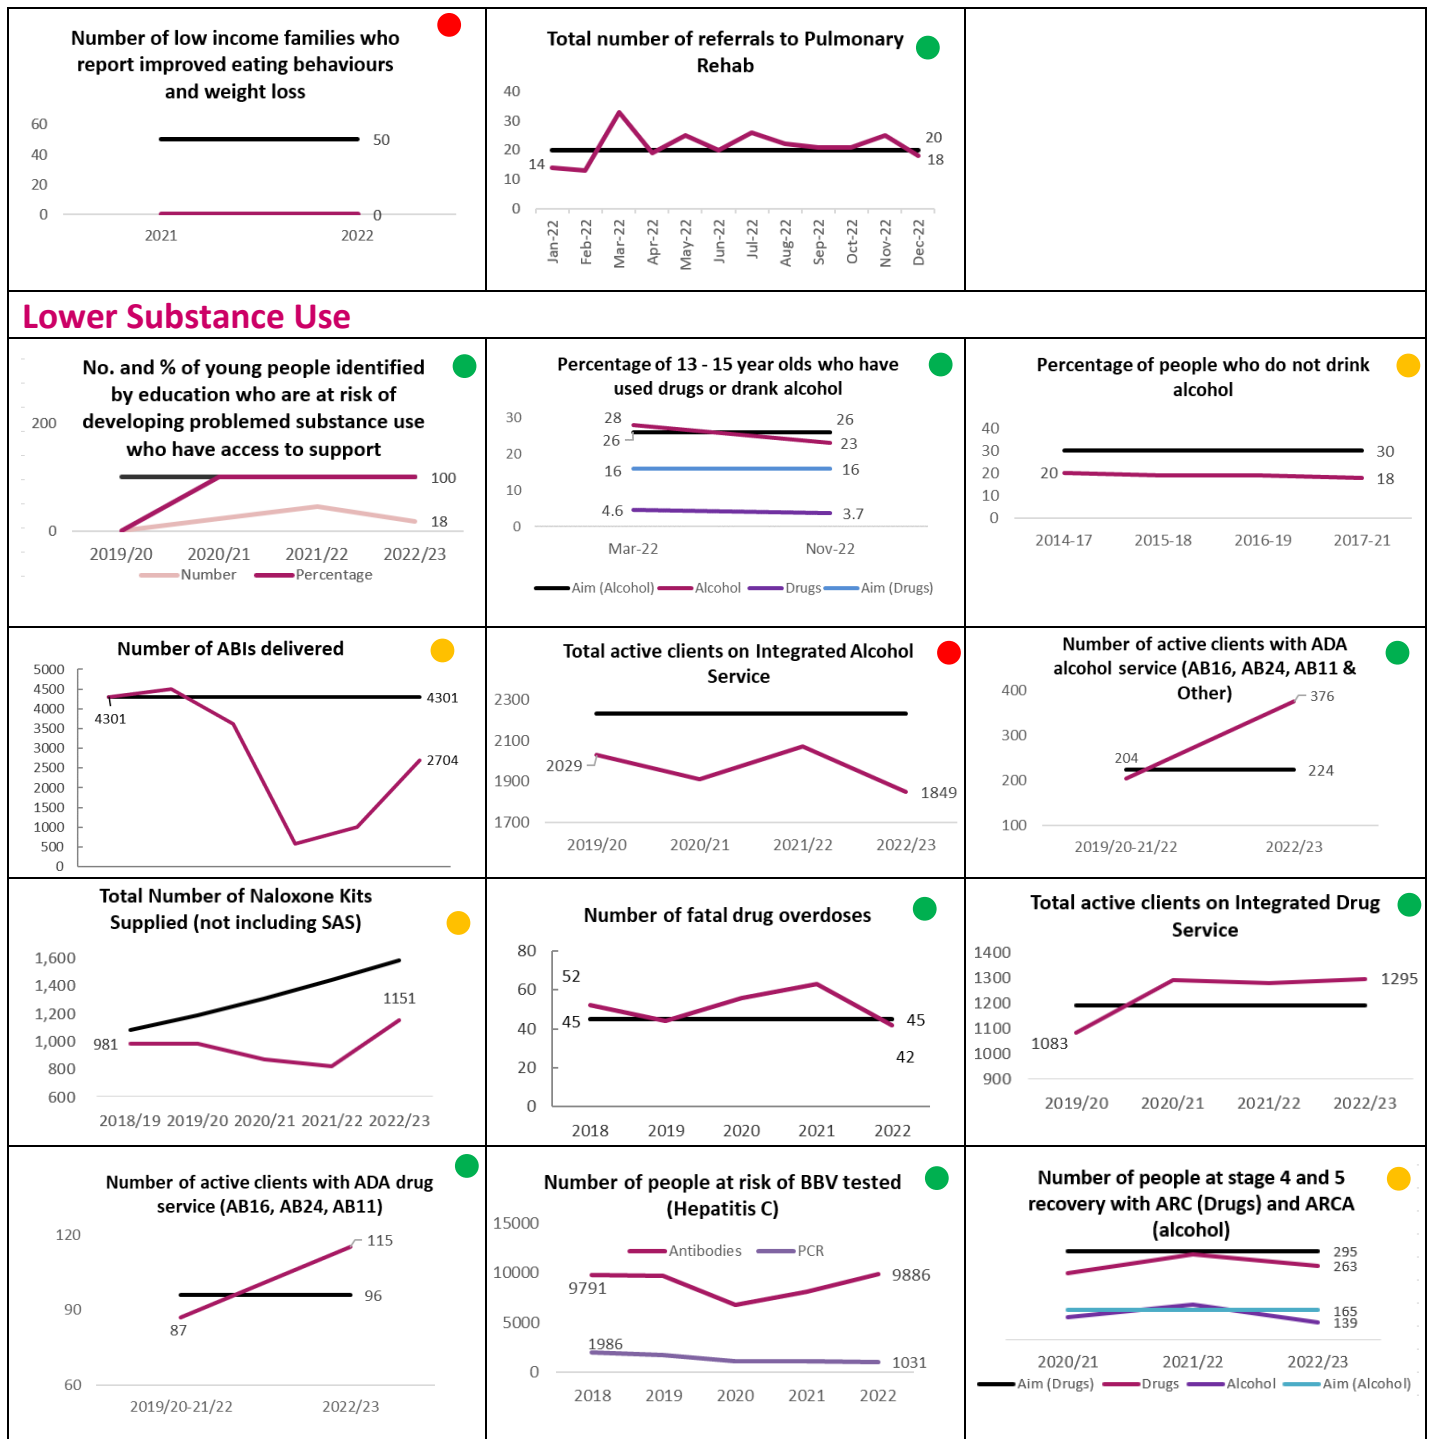 Number of low income families who
report improved eating behaviours
and weight loss
60
40
20
0
50
0
2021
2022
Total number of referrals to Pulmonary
Rehab
40
30
20
10
0
14
20
18
Jan-22
Feb-22
Mar-22
Apr-22
May-22
Jun-22
Jul-22
Aug-22
Sep-22
Oct-22
Nov-22
Dec-22
Lower Substance Use
No. and % of young people identified
by education who are at risk of
developing problemed substance use
who have access to support
200
0
100
18
2019/20 2020/21 2021/22 2022/23
Number Percentage
Percentage of 13 - 15 year olds who have
used drugs or drank alcohol
30
20
10
0
28
26
26
23
16
16
4.6
3.7
Mar-22
Nov-22
Aim (Alcohol) Alcohol Drugs Aim (Drugs)
Percentage of people who do not drink
alcohol
40
30
20
10
0
20
30
18
2014-17 2015-18 2016-19 2017-21
Number of ABIs delivered
5000
4500
4000
3500
3000
2500
2000
1500
1000
500
0
4301
4301
2704
Total active clients on Integrated Alcohol
Service
2300
2100
1900
1700
2029
1849
2019/20 2020/21 2021/22 2022/23
Number of active clients with ADA
alcohol service (AB16, AB24, AB11 &
Other)
400
300
200
100
204
376
224
2019/20-21/22 2022/23
Total Number of Naloxone Kits
Supplied (not including SAS)
1,600
1,400
1,200
1,000
800
600
981
1151
2018/19 2019/20 2020/21 2021/22 2022/23
Number of fatal drug overdoses
80
60
40
20
0
52
45
45
42
2018 2019 2020 2021 2022
Total active clients on Integrated Drug
Service
1400
1300
1200
1100
1000
900
1083
1295
2019/20 2020/21 2021/22 2022/23
Number of active clients with ADA drug
service (AB16, AB24, AB11)
120
90
60
87
115
96
2019/20-21/22 2022/23
Number of people at risk of BBV tested
(Hepatitis C)
15000
10000
5000
0
Antibodies PCR
9791
9886
1986
1031
2018 2019 2020 2021 2022
Number of people at stage 4 and 5
recovery with ARC (Drugs) and ARCA
(alcohol)
295
263
165
139
2020/21 2021/22 2022/23
Aim (Drugs) Drugs Alcohol Aim (Alcohol)